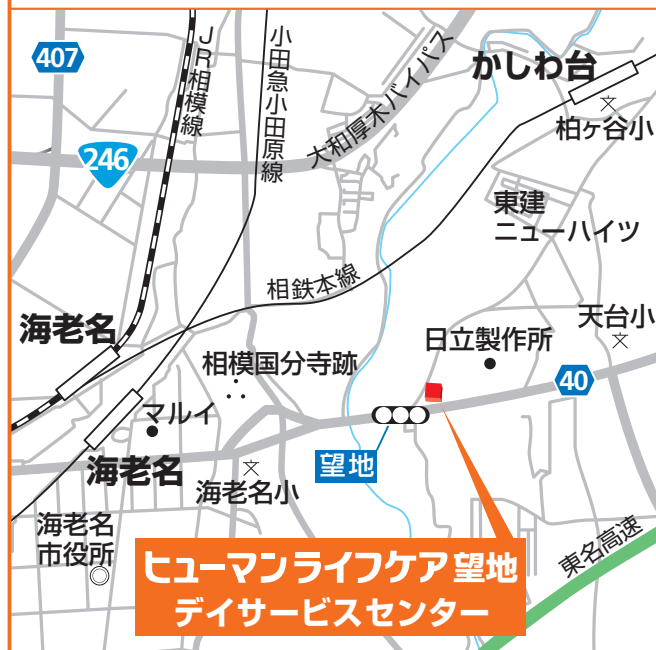 407
JR相模線
小田急小田原線
大和厚木バイパス
かしわ台
柏ヶ谷小
246
東建
ニューハイツ
相鉄本線
海老名
天台小
日立製作所
相模国分寺跡
40
マルイ
海老名
望地
海老名小
海老名
市役所
東名高速
ヒューマンライフケア望地
デイサービスセンター